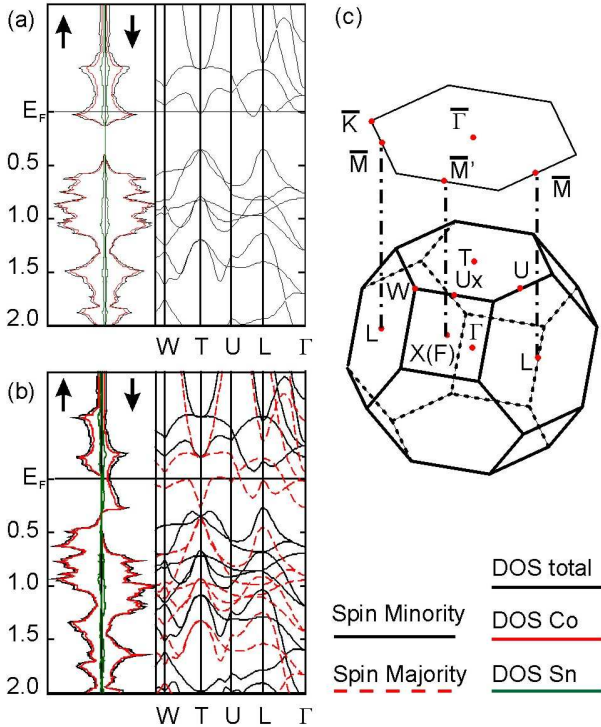 (a)
E_F
0.5
1.0
1.5
2.0
W T U L Γ
(b)
E_F
0.5
1.0
1.5
2.0
W T U L Γ
(c)
K̅
Γ̅
M̅ M̅' M̅
T
W Ux U
L X(F) Γ L
DOS total
Spin Minority DOS Co
Spin Majority DOS Sn